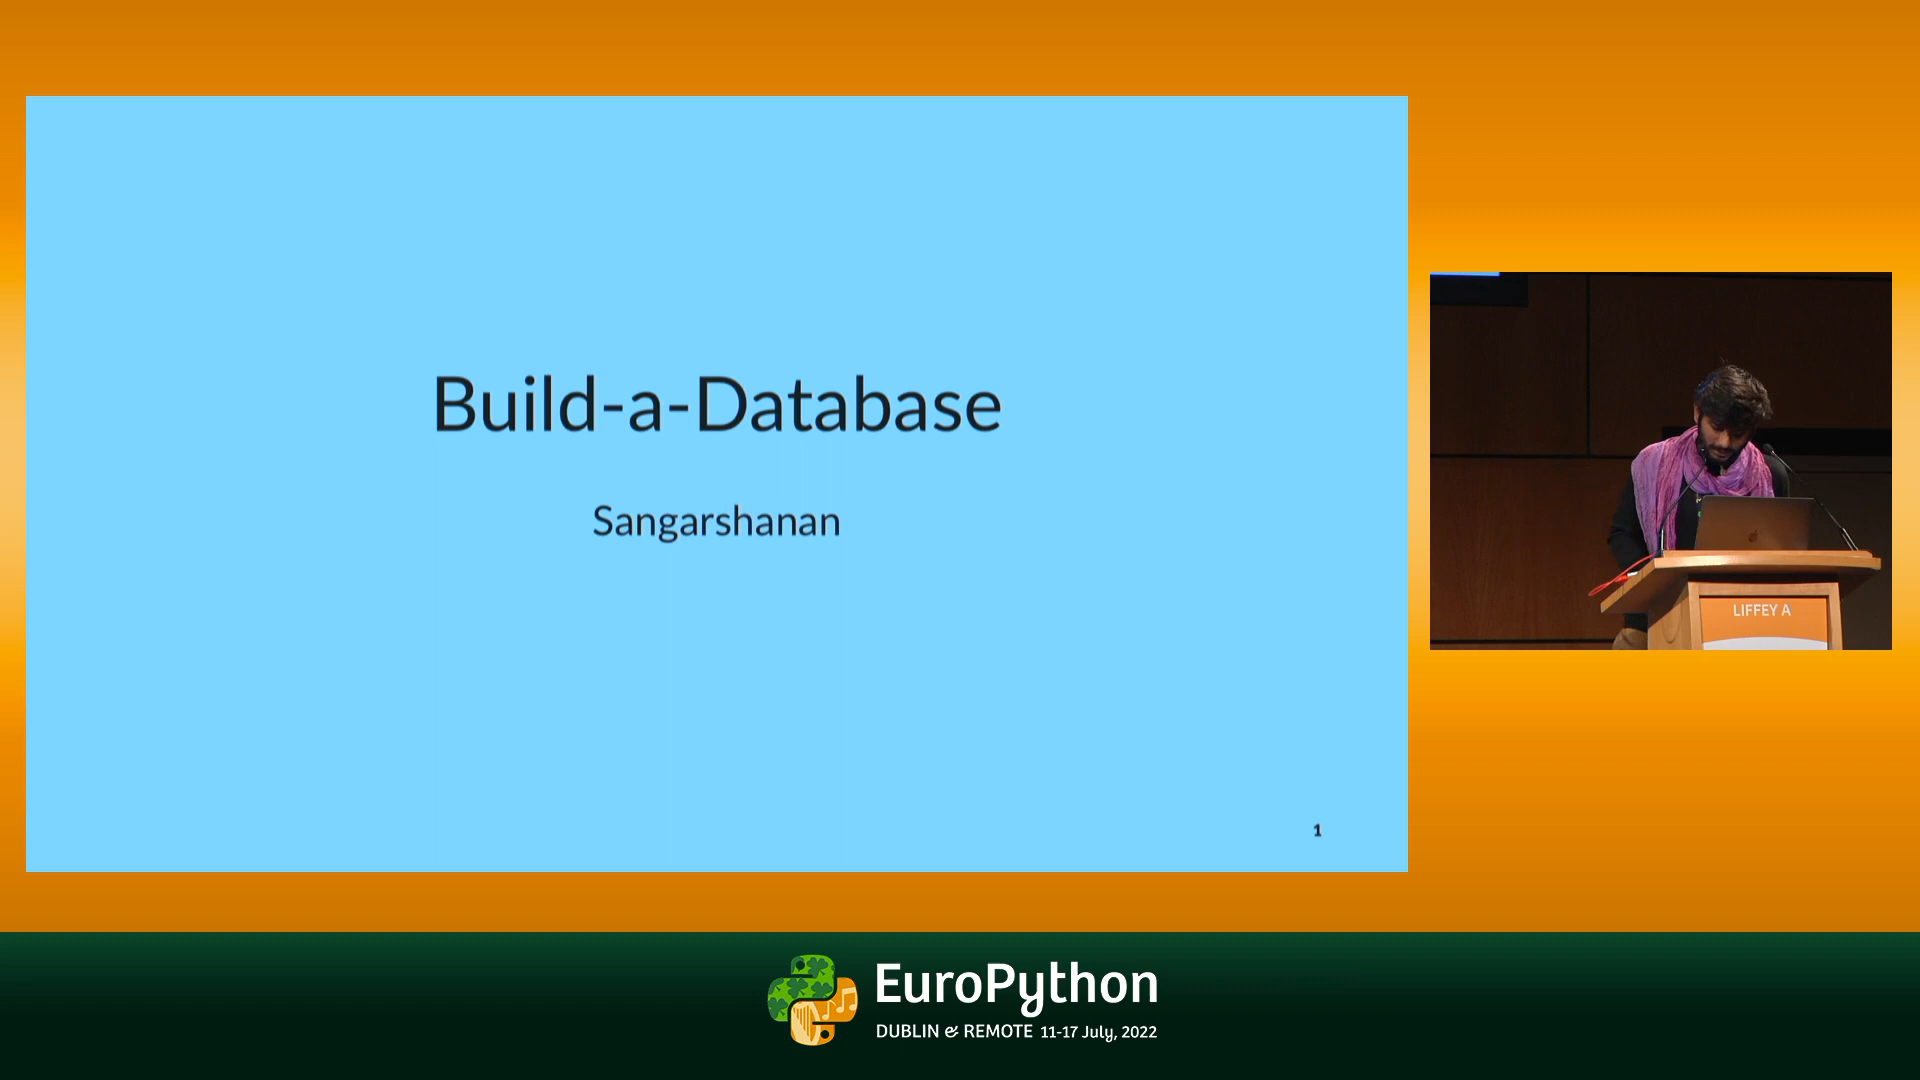 Build-a-Database
Sangarshanan
1
LIFFEY A
EuroPython
DUBLIN & REMOTE 11-17 July, 2022